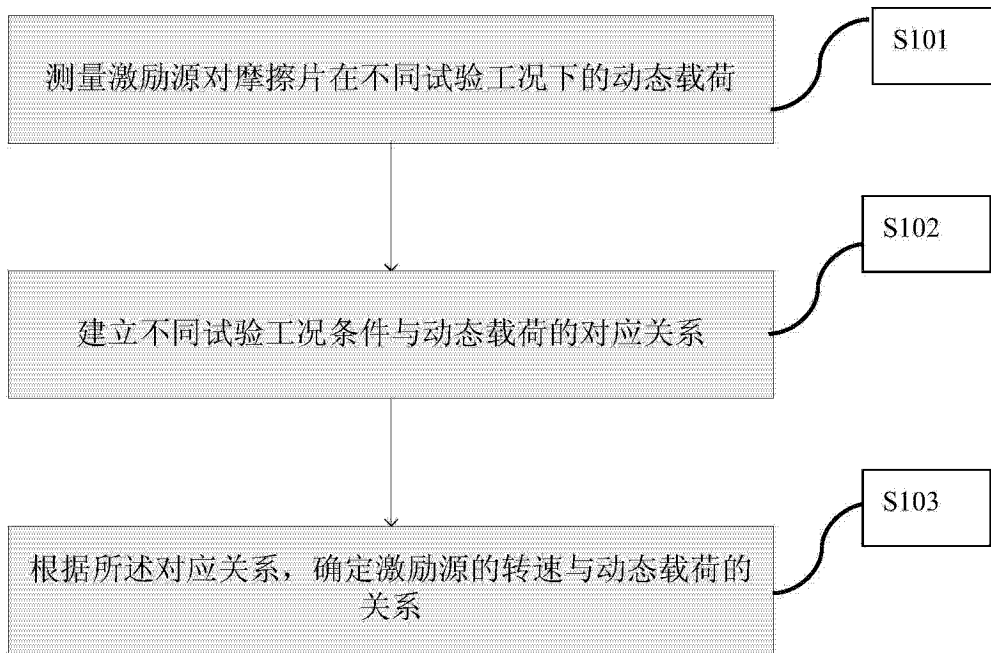 测量激励源对摩擦片在不同试验工况下的动态载荷
S101
建立不同试验工况条件与动态载荷的对应关系
S102
根据所述对应关系，确定激励源的转速与动态载荷的
关系
S103